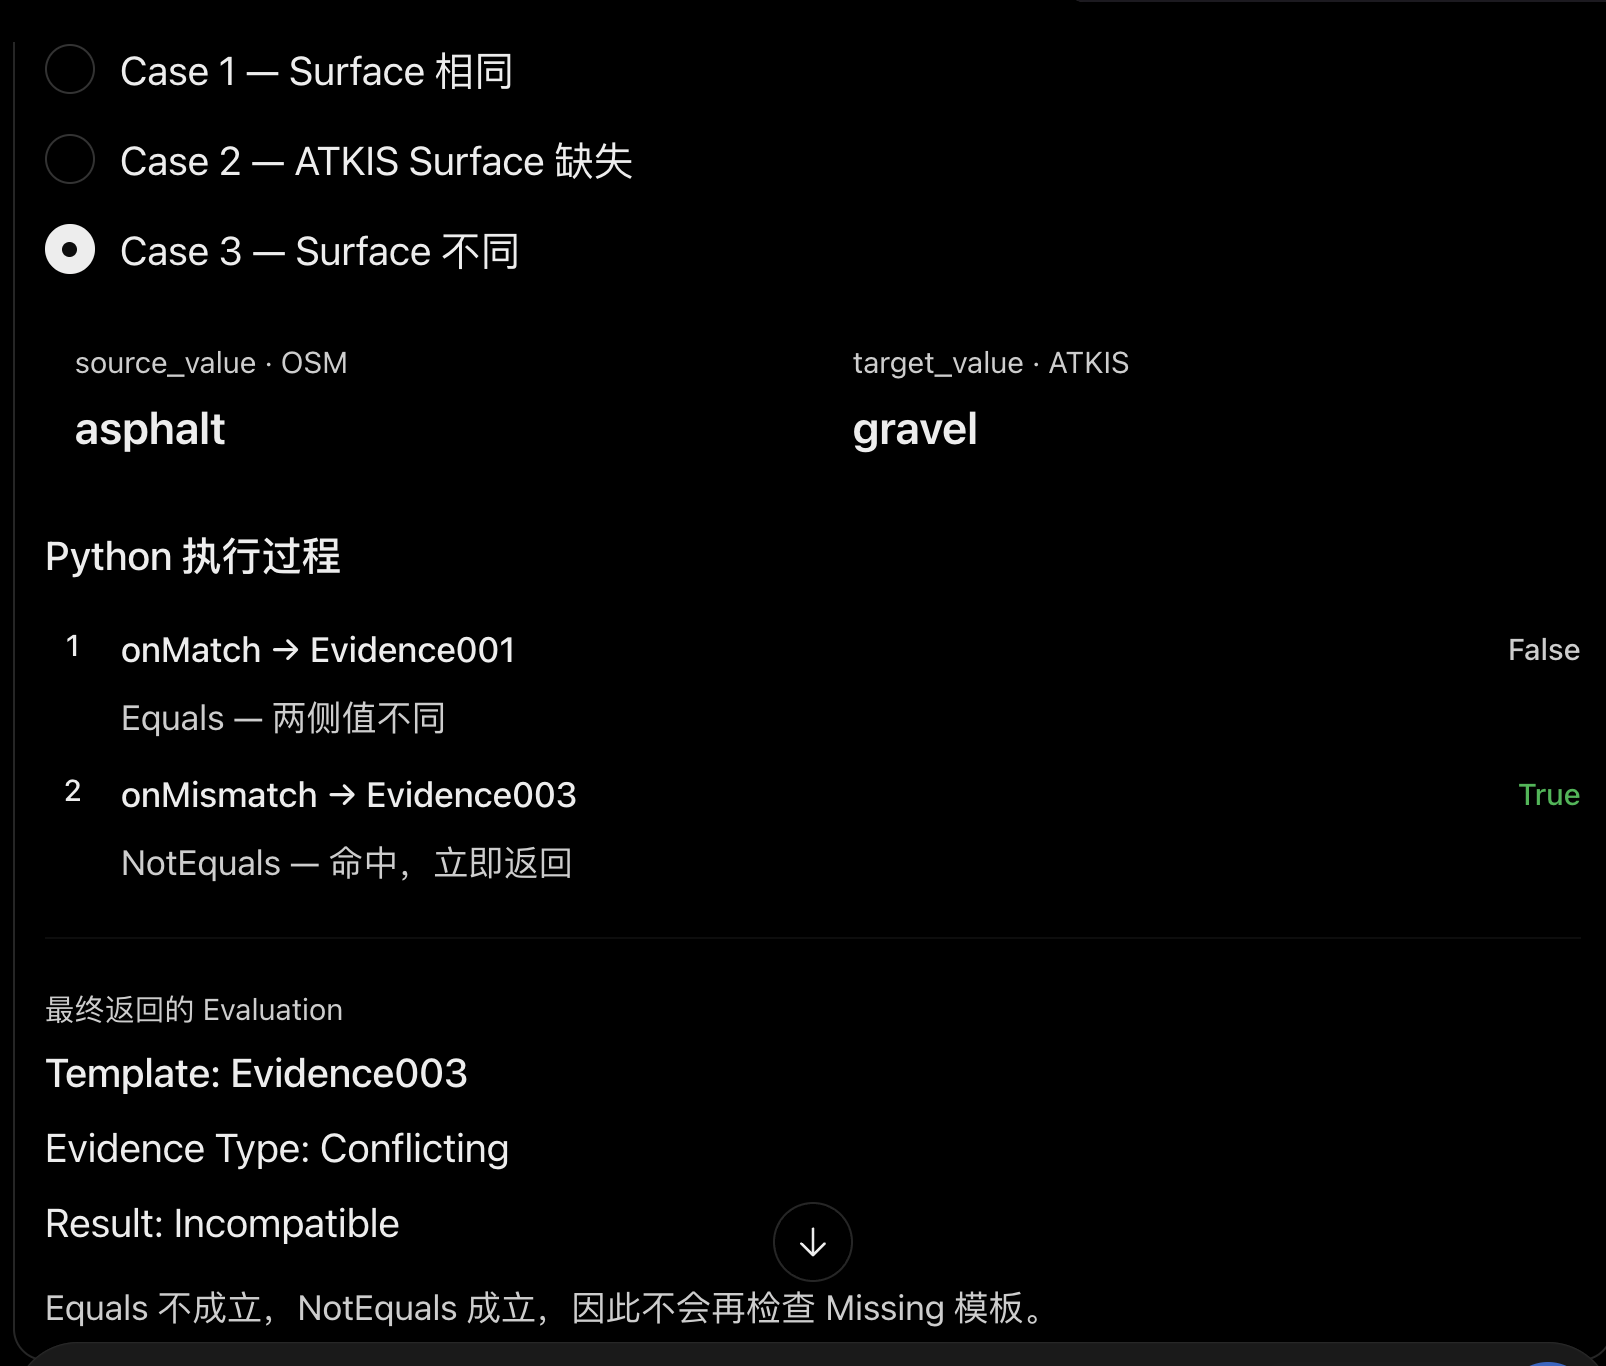 Case 1 — Surface 相同
Case 2 — ATKIS Surface 缺失
Case 3 — Surface 不同
source_value · OSM
target_value · ATKIS
asphalt
gravel
Python 执行过程
1 onMatch → Evidence001 False
Equals — 两侧值不同
2 onMismatch → Evidence003 True
NotEquals — 命中，立即返回
最终返回的 Evaluation
Template: Evidence003
Evidence Type: Conflicting
Result: Incompatible
Equals 不成立，NotEquals 成立，因此不会再检查 Missing 模板。